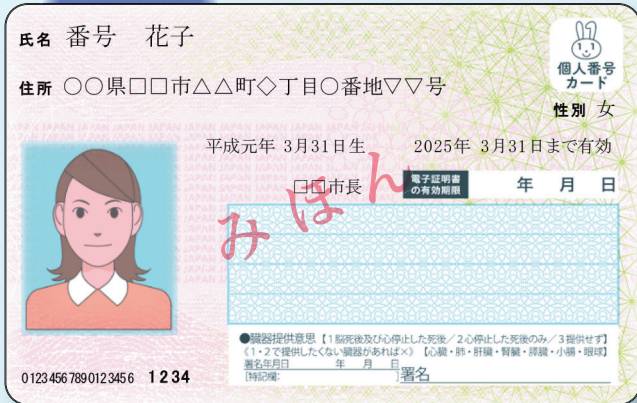 氏名 番号 花子
個人番号
カード
住所 ○○県□□市△△町◇丁目○番地▽▽号
性別 女
平成元年 3月31日生 2025年 3月31日まで有効
□□市長
電子証明書
の有効期限
年 月 日
みほん
●臓器提供意思【1脳死後及び心停止した死後/2心停止した死後のみ/3提供せず】
《1・2で提供したくない臓器があれば×》【心臓・肺・肝臓・腎臓・膵臓・小腸・眼球】
署名年月日 年 月 日
[特記欄: ]署名
01234567890123456 1234